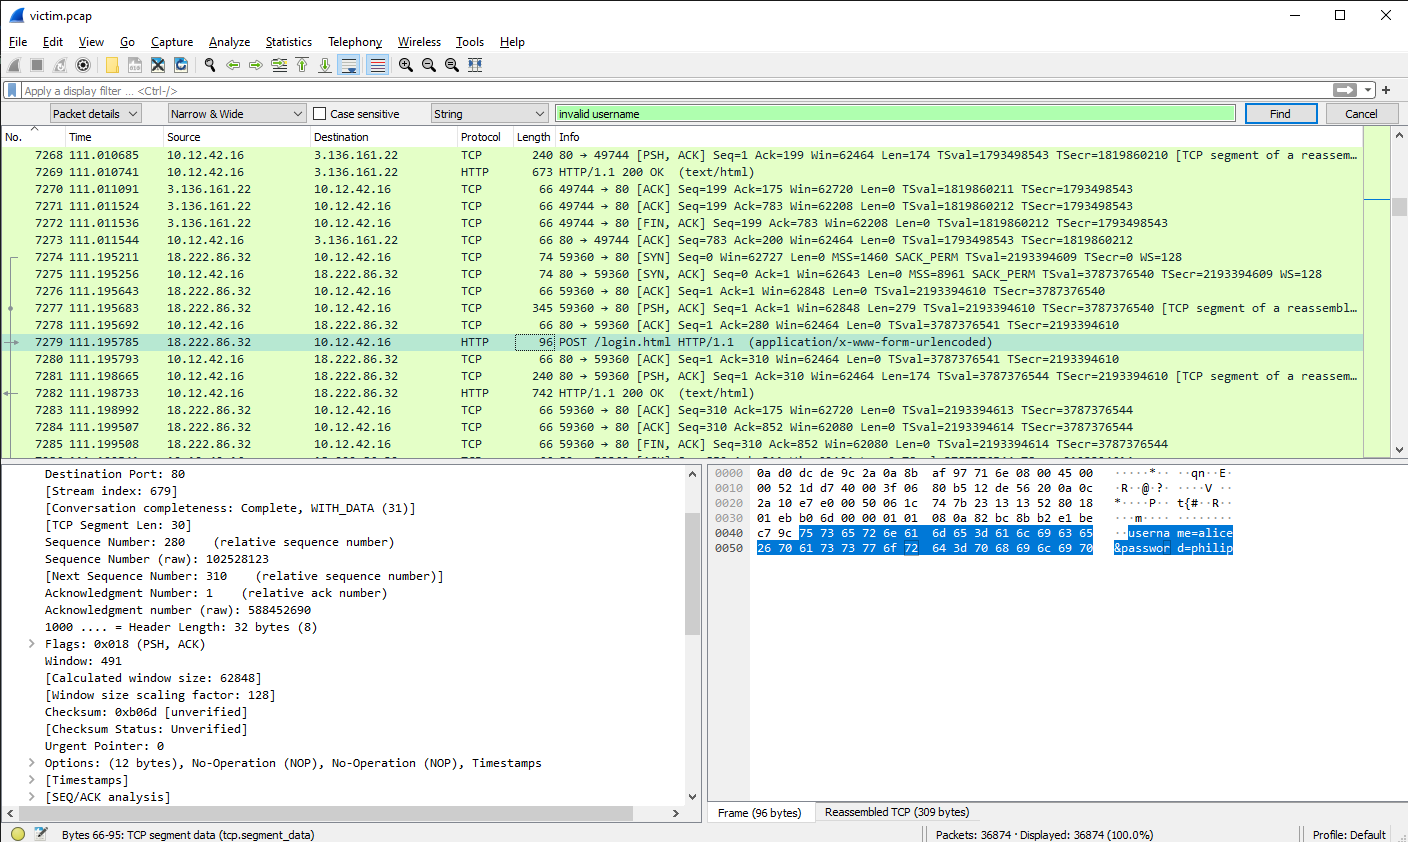 victim.pcap
File Edit View Go Capture Analyze Statistics Telephony Wireless Tools Help
Apply a display filter ... <Ctrl-/>
Packet details Narrow & Wide Case sensitive String invalid username Find Cancel
No. Time Source Destination Protocol Length Info
7268 111.010685 10.12.42.16 3.136.161.22 TCP 240 80 → 49744 [PSH, ACK] Seq=1 Ack=199 Win=62464 Len=174 TSval=1793498543 TSecr=1819860210 [TCP segment of a reassem…
7269 111.010741 10.12.42.16 3.136.161.22 HTTP 673 HTTP/1.1 200 OK (text/html)
7270 111.011091 3.136.161.22 10.12.42.16 TCP 66 49744 → 80 [ACK] Seq=199 Ack=175 Win=62720 Len=0 TSval=1819860211 TSecr=1793498543
7271 111.011524 3.136.161.22 10.12.42.16 TCP 66 49744 → 80 [ACK] Seq=199 Ack=783 Win=62208 Len=0 TSval=1819860212 TSecr=1793498543
7272 111.011536 3.136.161.22 10.12.42.16 TCP 66 49744 → 80 [FIN, ACK] Seq=199 Ack=783 Win=62208 Len=0 TSval=1819860212 TSecr=1793498543
7273 111.011544 10.12.42.16 3.136.161.22 TCP 66 80 → 49744 [ACK] Seq=783 Ack=200 Win=62464 Len=0 TSval=1793498543 TSecr=1819860212
7274 111.195211 18.222.86.32 10.12.42.16 TCP 74 59360 → 80 [SYN] Seq=0 Win=62727 Len=0 MSS=1460 SACK_PERM TSval=2193394609 TSecr=0 WS=128
7275 111.195256 10.12.42.16 18.222.86.32 TCP 74 80 → 59360 [SYN, ACK] Seq=0 Ack=1 Win=62643 Len=0 MSS=8961 SACK_PERM TSval=3787376540 TSecr=2193394609 WS=128
7276 111.195643 18.222.86.32 10.12.42.16 TCP 66 59360 → 80 [ACK] Seq=1 Ack=1 Win=62848 Len=0 TSval=2193394610 TSecr=3787376540
7277 111.195683 18.222.86.32 10.12.42.16 TCP 345 59360 → 80 [PSH, ACK] Seq=1 Ack=1 Win=62848 Len=279 TSval=2193394610 TSecr=3787376540 [TCP segment of a reassembl…
7278 111.195692 10.12.42.16 18.222.86.32 TCP 66 80 → 59360 [ACK] Seq=1 Ack=280 Win=62464 Len=0 TSval=3787376541 TSecr=2193394610
7279 111.195785 18.222.86.32 10.12.42.16 HTTP 96 POST /login.html HTTP/1.1 (application/x-www-form-urlencoded)
7280 111.195793 10.12.42.16 18.222.86.32 TCP 66 80 → 59360 [ACK] Seq=1 Ack=310 Win=62464 Len=0 TSval=3787376541 TSecr=2193394610
7281 111.198665 10.12.42.16 18.222.86.32 TCP 240 80 → 59360 [PSH, ACK] Seq=1 Ack=310 Win=62464 Len=174 TSval=3787376544 TSecr=2193394610 [TCP segment of a reassem…
7282 111.198733 10.12.42.16 18.222.86.32 HTTP 742 HTTP/1.1 200 OK (text/html)
7283 111.198992 18.222.86.32 10.12.42.16 TCP 66 59360 → 80 [ACK] Seq=310 Ack=175 Win=62720 Len=0 TSval=2193394613 TSecr=3787376544
7284 111.199507 18.222.86.32 10.12.42.16 TCP 66 59360 → 80 [ACK] Seq=310 Ack=852 Win=62080 Len=0 TSval=2193394614 TSecr=3787376544
7285 111.199508 18.222.86.32 10.12.42.16 TCP 66 59360 → 80 [FIN, ACK] Seq=310 Ack=852 Win=62080 Len=0 TSval=2193394614 TSecr=3787376544
Destination Port: 80
[Stream index: 679]
[Conversation completeness: Complete, WITH_DATA (31)]
[TCP Segment Len: 30]
Sequence Number: 280 (relative sequence number)
Sequence Number (raw): 102528123
[Next Sequence Number: 310 (relative sequence number)]
Acknowledgment Number: 1 (relative ack number)
Acknowledgment number (raw): 588452690
1000 .... = Header Length: 32 bytes (8)
Flags: 0x018 (PSH, ACK)
Window: 491
[Calculated window size: 62848]
[Window size scaling factor: 128]
Checksum: 0xb06d [unverified]
[Checksum Status: Unverified]
Urgent Pointer: 0
Options: (12 bytes), No-Operation (NOP), No-Operation (NOP), Timestamps
[Timestamps]
[SEQ/ACK analysis]
0000 0a d0 dc de 9c 2a 0a 8b af 97 71 6e 08 00 45 00 ·····*·· ··qn··E·
0010 00 52 1d d7 40 00 3f 06 80 b5 12 de 56 20 0a 0c ·R··@·?· ····V ··
0020 2a 10 e7 e0 00 50 06 1c 74 7b 23 13 13 52 80 18 *····P·· t{#··R··
0030 01 eb b0 6d 00 00 01 01 08 0a 82 bc 8b b2 e1 be ···m···· ········
0040 c7 9c 75 73 65 72 6e 61 6d 65 3d 61 6c 69 63 65 ··userna me=alice
0050 26 70 61 73 73 77 6f 72 64 3d 70 68 69 6c 69 70 &passwor d=philip
Frame (96 bytes) Reassembled TCP (309 bytes)
Bytes 66-95: TCP segment data (tcp.segment_data) Packets: 36874 · Displayed: 36874 (100.0%) Profile: Default